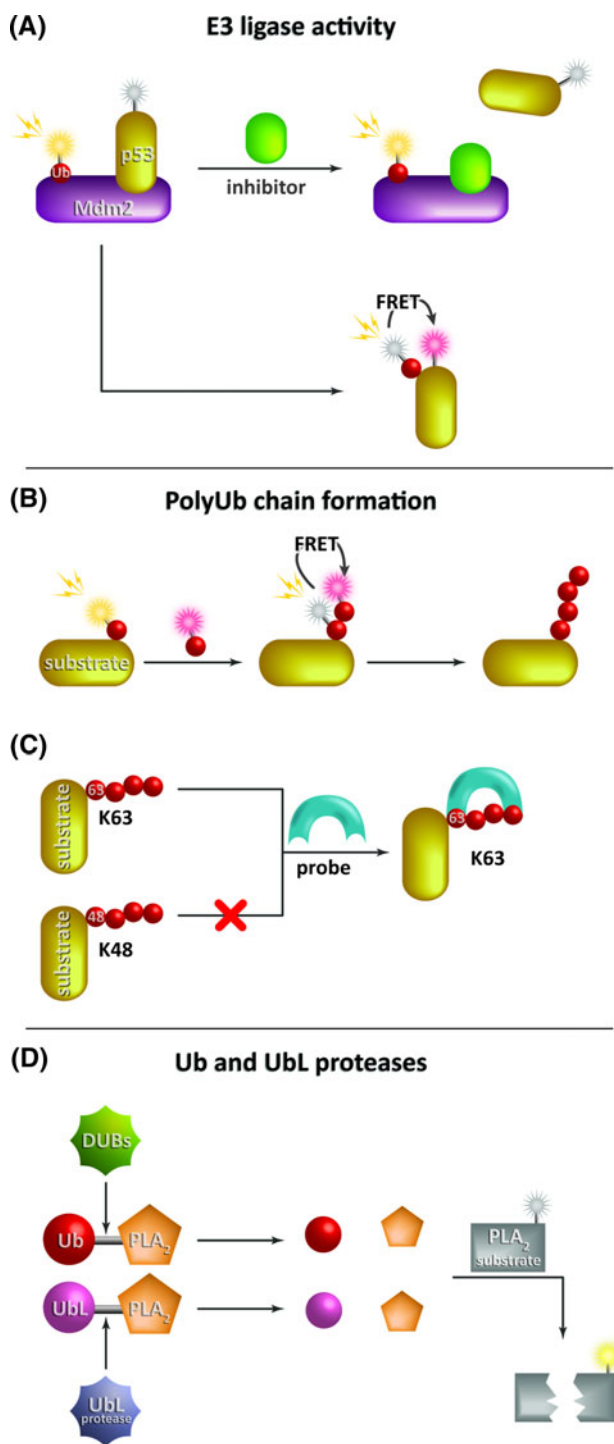 (A)
E3 ligase activity
Ub
p53
Mdm2
inhibitor
FRET
(B)
PolyUb chain formation
FRET
substrate
(C)
substrate
63
K63
substrate
48
K48
probe
63
K63
(D)
Ub and UbL proteases
DUBs
Ub
PLA₂
UbL
PLA₂
UbL
protease
PLA₂
substrate